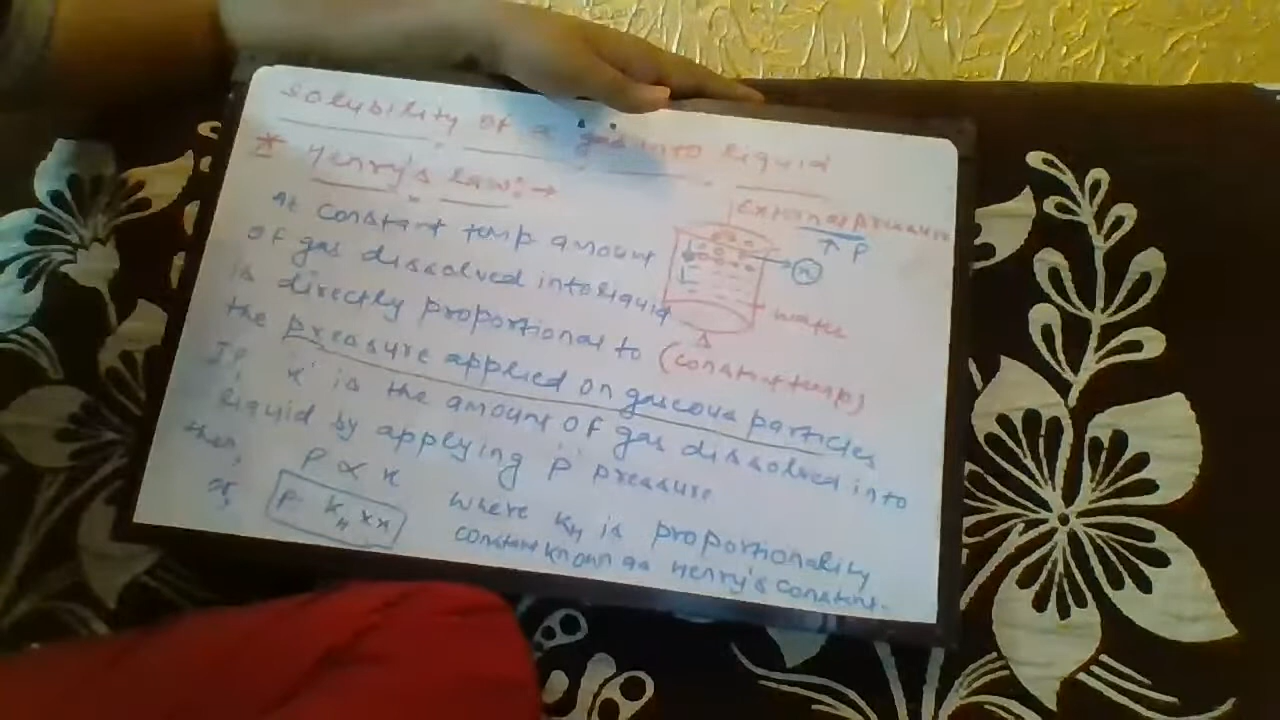 Solubility of a gas into liquid
* Henry's law:→
External pressure
↑ P
At constant temp amount
of gas dissolved into liquid
(x)
is directly proportional to
water
Δ
(constant temp)
the pressure applied on gaseous particles
If, 'x' is the amount of gas dissolved into
liquid by applying 'p' pressure
then,
P ∝ x
or,
P K_H × x
where K_H is proportionality
constant known as Henry's constant.